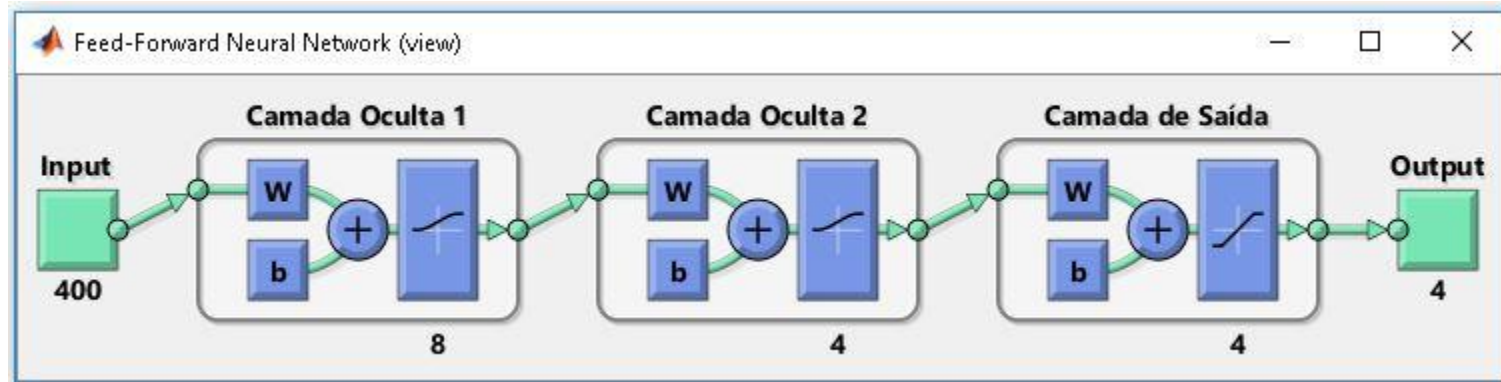 Feed-Forward Neural Network (view)
Camada Oculta 1 Camada Oculta 2 Camada de Saída
Input Output
W W W
b b b
400 4
8 4 4